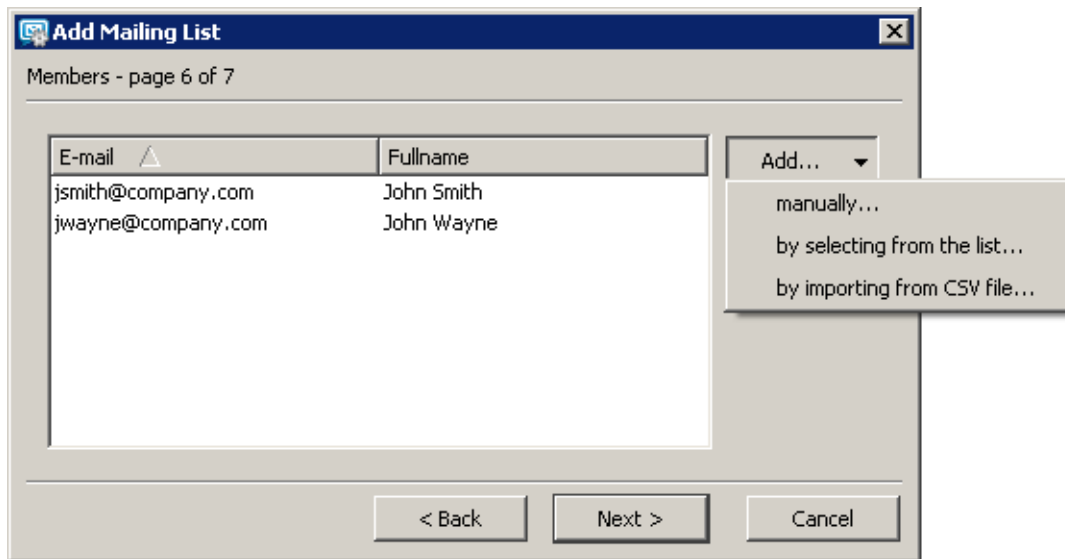 Add Mailing List
Members - page 6 of 7
E-mail Fullname
jsmith@company.com John Smith
jwayne@company.com John Wayne
Add...
manually...
by selecting from the list...
by importing from CSV file...
< Back Next > Cancel